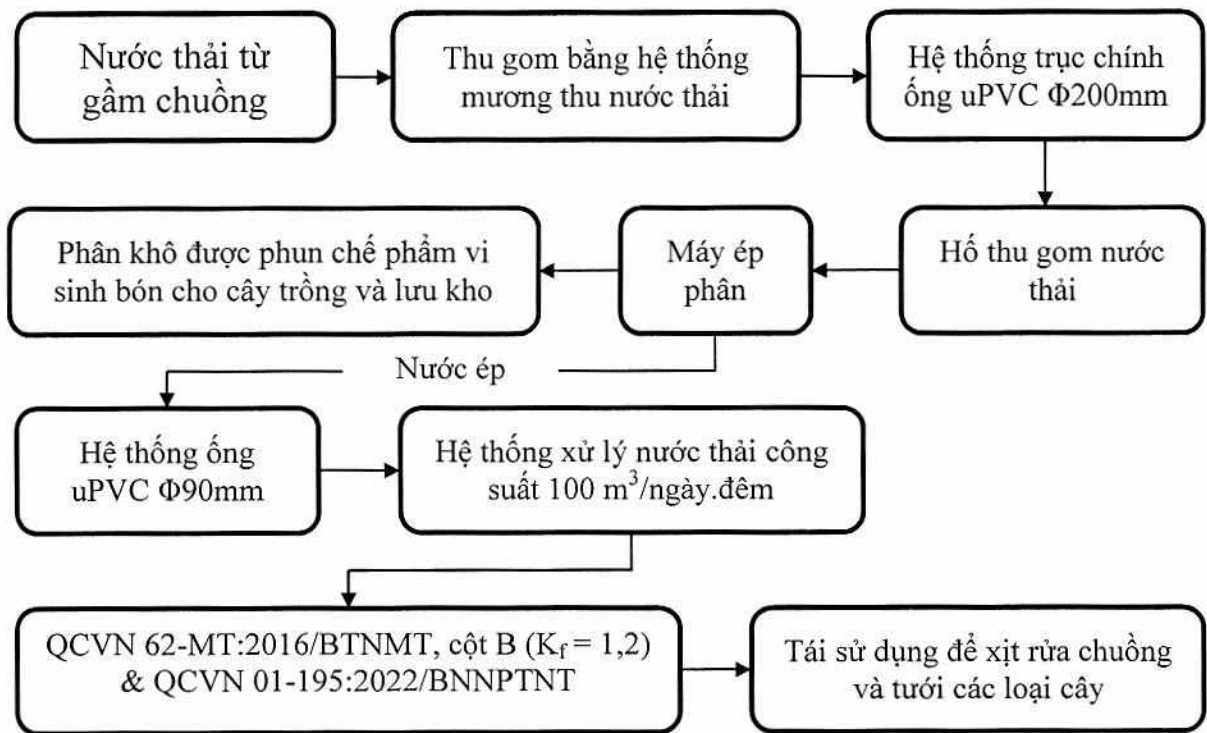 Nước thải từ
gầm chuồng
Thu gom bằng hệ thống
mương thu nước thải
Hệ thống trục chính
ống uPVC Φ200mm
Hố thu gom nước
thải
Máy ép
phân
Phân khô được phun chế phẩm vi
sinh bón cho cây trồng và lưu kho
Nước ép
Hệ thống ống
uPVC Φ90mm
Hệ thống xử lý nước thải công
suất 100 m³/ngày.đêm
QCVN 62-MT:2016/BTNMT, cột B (Kf = 1,2)
& QCVN 01-195:2022/BNNPTNT
Tái sử dụng để xịt rửa chuồng
và tưới các loại cây